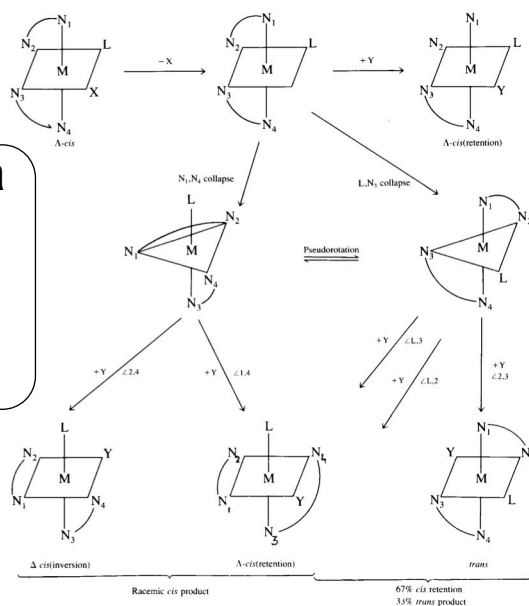 N₁
N₂
L
M
N₃
X
N₄
Λ-cis
− X
N₁
N₂
L
M
N₃
N₄
+ Y
N₁
N₂
L
M
N₃
Y
N₄
Λ-cis(retention)
N₁,N₄ collapse
L,N₃ collapse
L
N₂
N₁
M
N₄
N₃
Pseudorotation
N₁
N₃
M
L
N₄
+ Y
∠2,4
+ Y
∠1,4
+ Y
∠L,3
+ Y
∠L,2
+ Y
∠2,3
L
N₂
Y
M
N₁
N₄
N₃
Δ cis(inversion)
L
N₂
N₄
M
N₁
Y
N₃
Λ-cis(retention)
N₁
Y
N
M
N₃
L
N₄
trans
Racemic cis product
67% cis retention
33% trans product